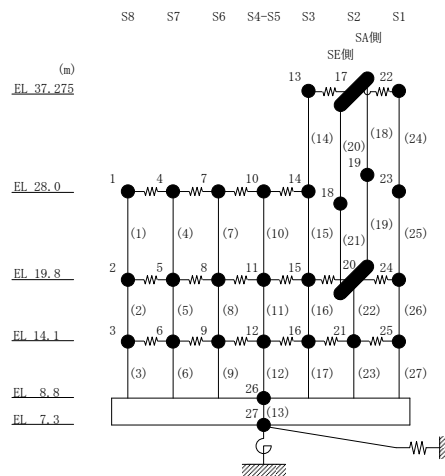 S8 S7 S6 S4-S5 S3 S2 S1
SA側
SE側
(m)
13 17 22
EL 37.275
(14) (20) (18) (24)
19
1 4 7 10 14 23
EL 28.0
18
(1) (4) (7) (10) (15) (21) (19) (25)
2 5 8 11 15 20 24
EL 19.8
(2) (5) (8) (11) (16) (22) (26)
3 6 9 12 16 21 25
EL 14.1
(3) (6) (9) (12) (17) (23) (27)
26
EL 8.8
27 (13)
EL 7.3